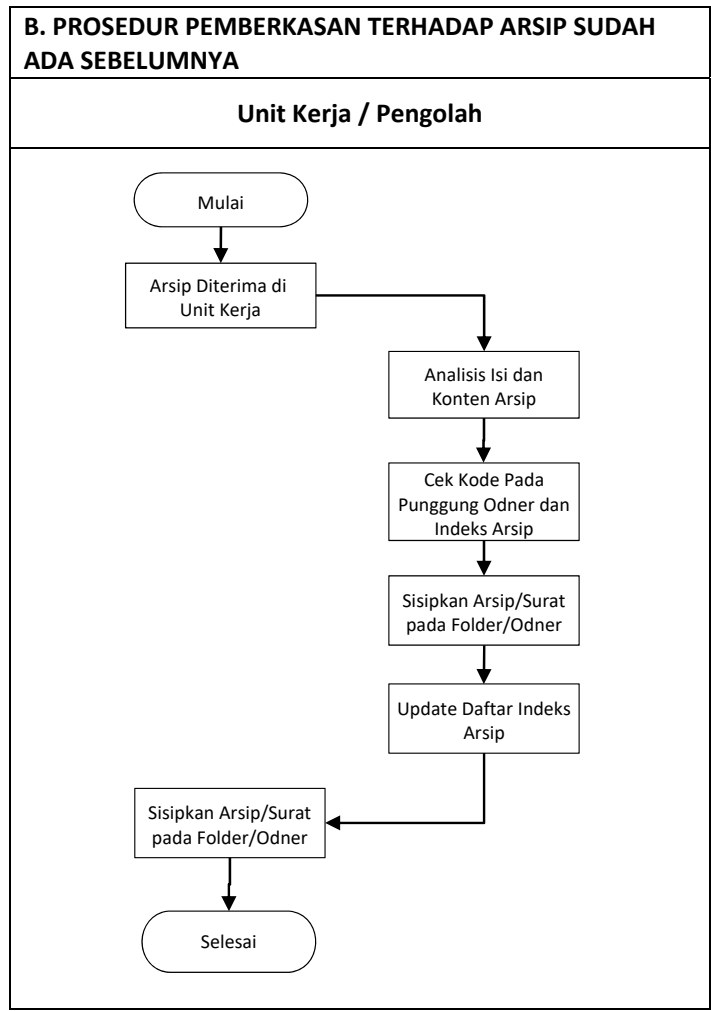 B. PROSEDUR PEMBERKASAN TERHADAP ARSIP SUDAH
ADA SEBELUMNYA
Unit Kerja / Pengolah
Mulai
Arsip Diterima di
Unit Kerja
Analisis Isi dan
Konten Arsip
Cek Kode Pada
Punggung Odner dan
Indeks Arsip
Sisipkan Arsip/Surat
pada Folder/Odner
Update Daftar Indeks
Arsip
Sisipkan Arsip/Surat
pada Folder/Odner
Selesai